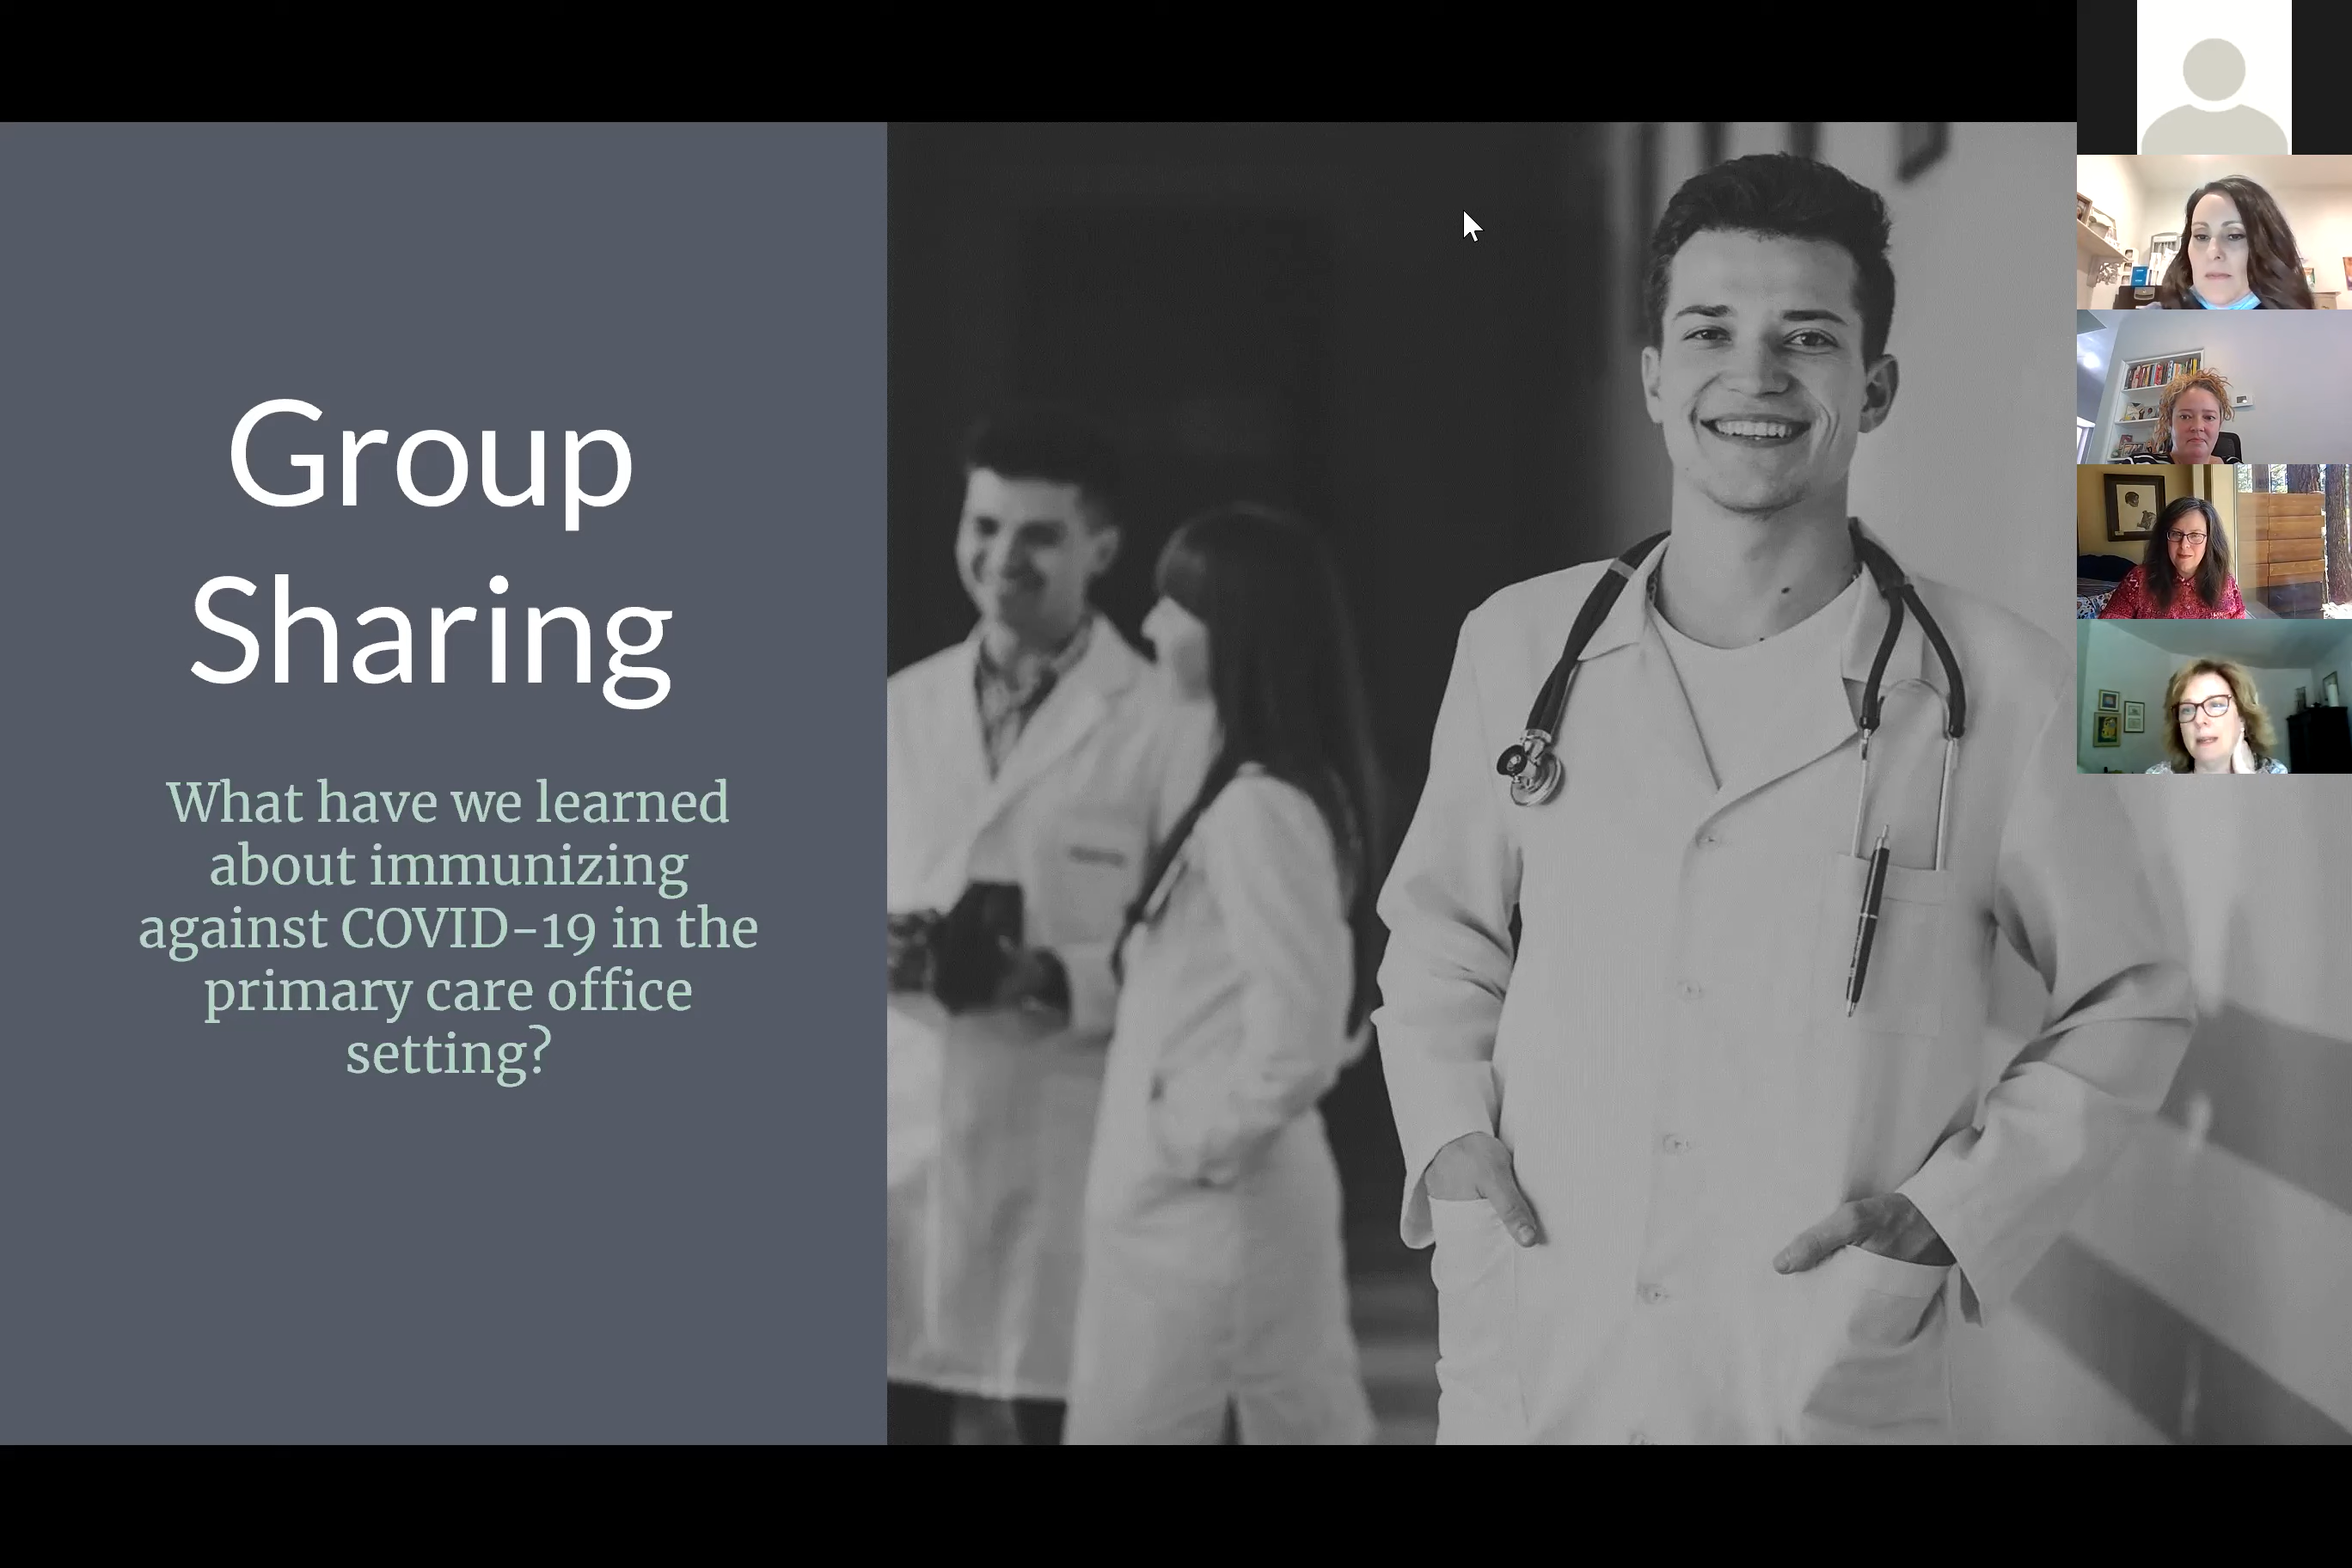 Group
Sharing
What have we learned
about immunizing
against COVID-19 in the
primary care office
setting?